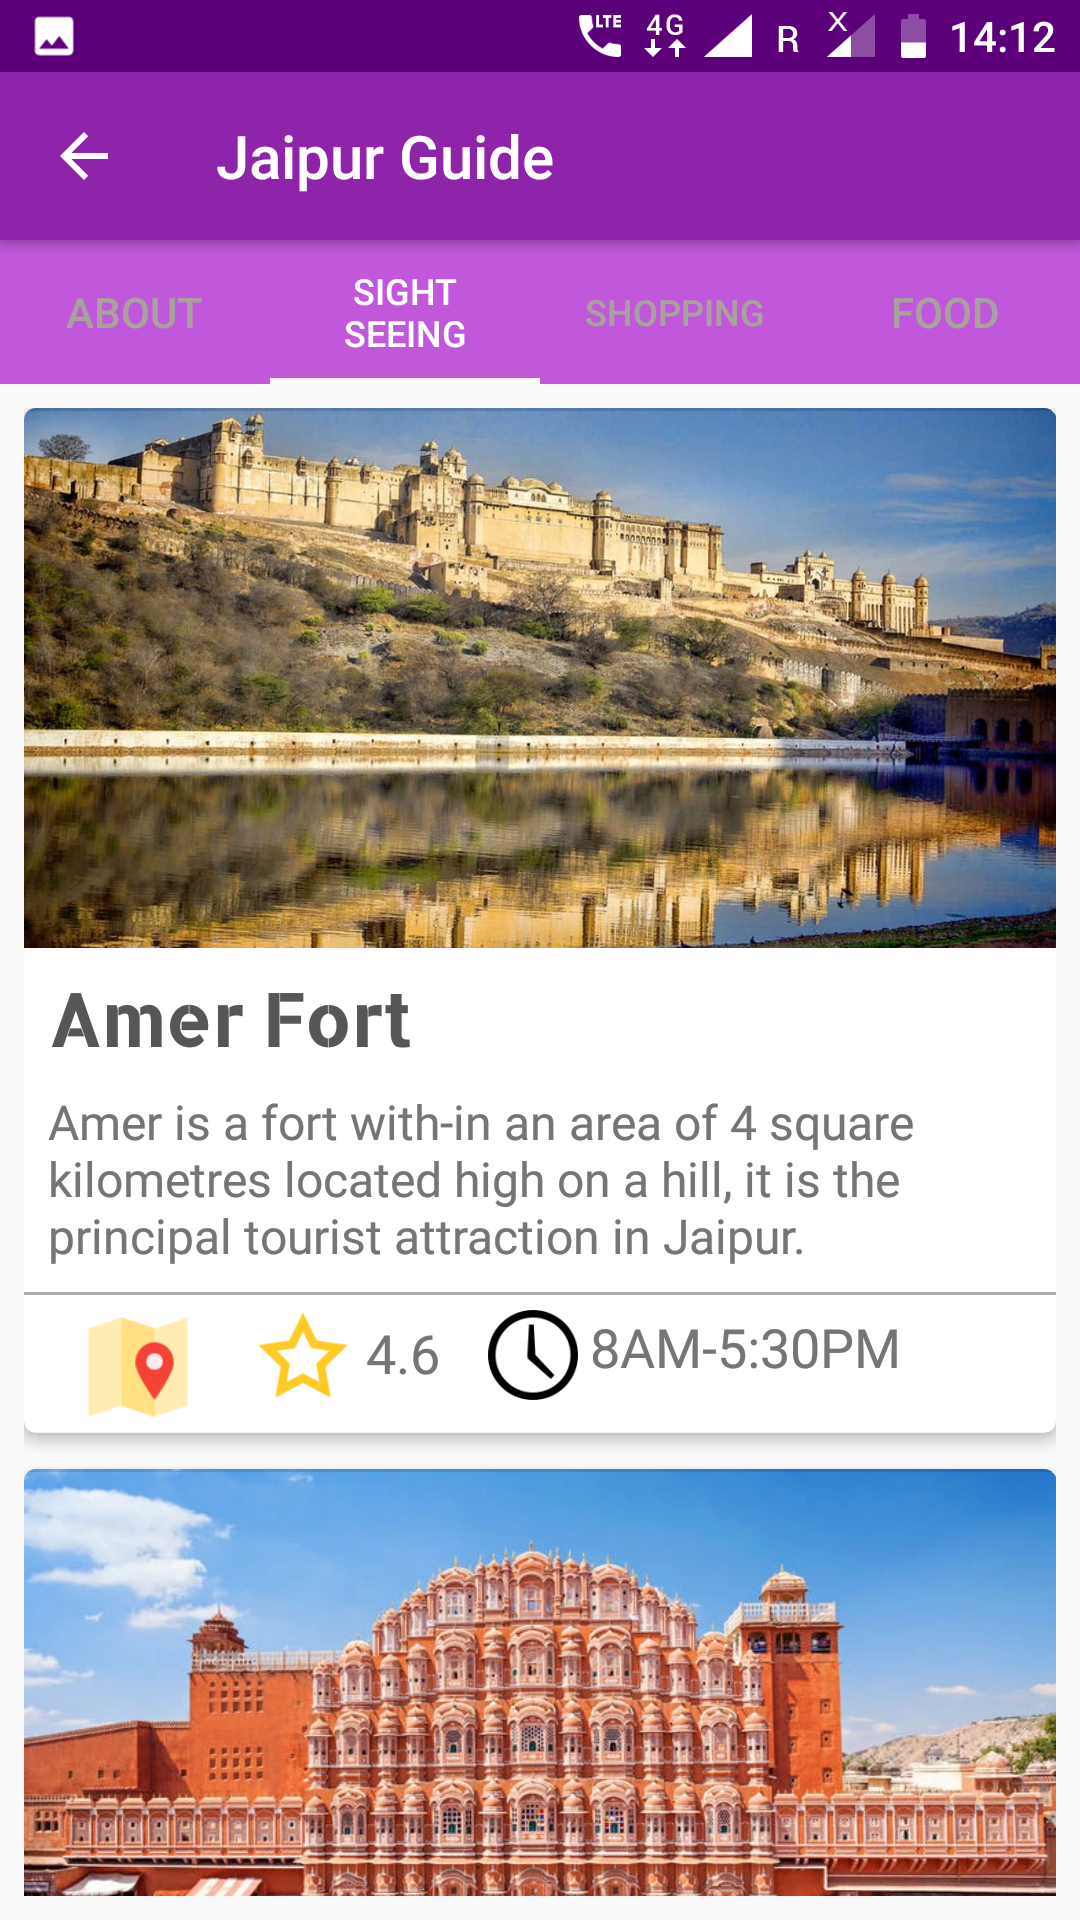 LTE 4G R X 14:12
Jaipur Guide
ABOUT
SIGHT
SEEING
SHOPPING
FOOD
Amer Fort
Amer is a fort with-in an area of 4 square
kilometres located high on a hill, it is the
principal tourist attraction in Jaipur.
4.6
8AM-5:30PM